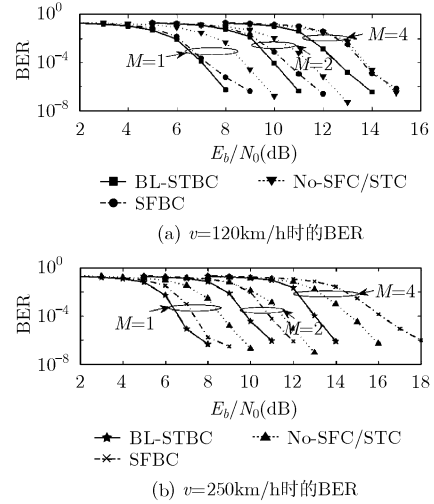 10^0
10^-4
10^-8
BER
M=1
M=2
M=4
2 4 6 8 10 12 14 16
E_b/N_0(dB)
BL-STBC No-SFC/STC
SFBC
(a) v=120km/h时的BER
10^0
10^-4
10^-8
BER
M=1
M=2
M=4
2 4 6 8 10 12 14 16 18
E_b/N_0(dB)
BL-STBC No-SFC/STC
SFBC
(b) v=250km/h时的BER